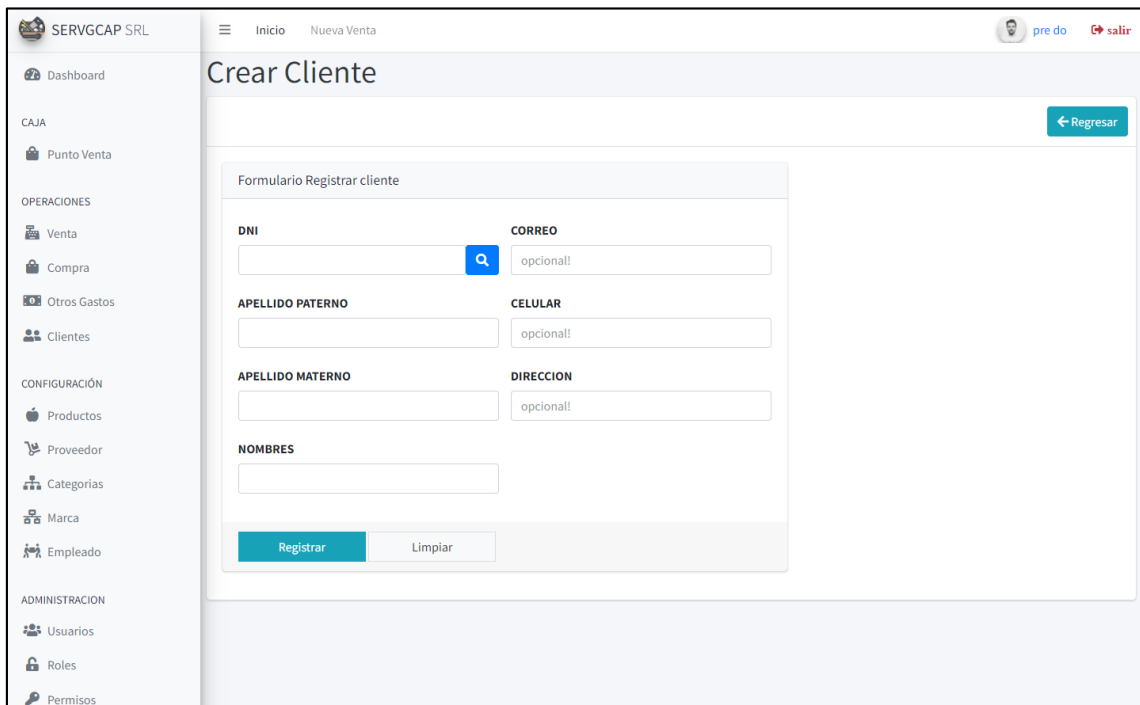 SERVGCAP SRL
Inicio
Nueva Venta
pre do
salir
Dashboard
CAJA
Punto Venta
OPERACIONES
Venta
Compra
Otros Gastos
Clientes
CONFIGURACIÓN
Productos
Proveedor
Categorias
Marca
Empleado
ADMINISTRACION
Usuarios
Roles
Permisos
Crear Cliente
Regresar
Formulario Registrar cliente
DNI
CORREO
opcional!
APELLIDO PATERNO
CELULAR
opcional!
APELLIDO MATERNO
DIRECCION
opcional!
NOMBRES
Registrar
Limpiar